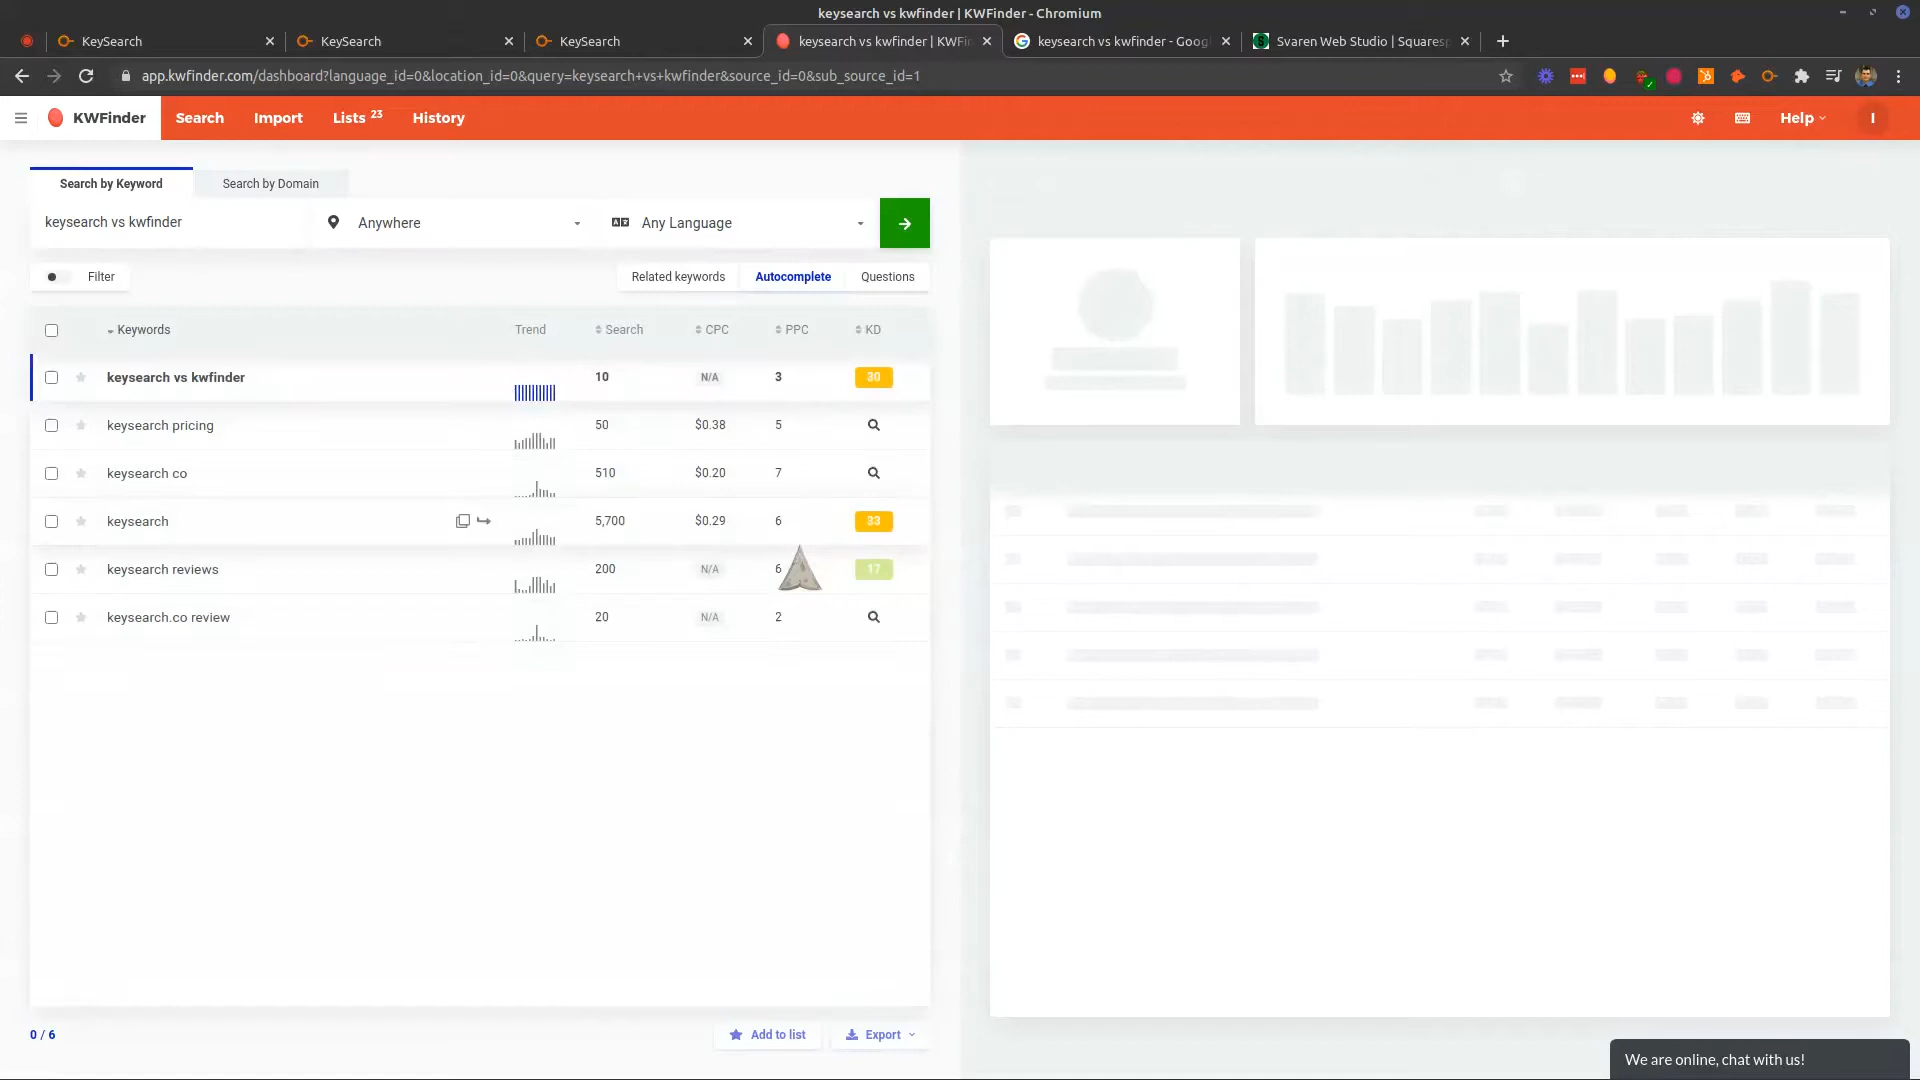 keysearch vs kwfinder | KWFinder - Chromium
KeySearch
KeySearch
KeySearch
keysearch vs kwfinder | KWFin
keysearch vs kwfinder - Googl
Svaren Web Studio | Squaresp
app.kwfinder.com/dashboard?language_id=0&location_id=0&query=keysearch+vs+kwfinder&source_id=0&sub_source_id=1
KWFinder
Search
Import
Lists 23
History
Help
I
Search by Keyword
Search by Domain
keysearch vs kwfinder
Anywhere
Any Language
Filter
Related keywords
Autocomplete
Questions
Keywords Trend Search CPC PPC KD
keysearch vs kwfinder 10 N/A 3 30
keysearch pricing 50 $0.38 5
keysearch co 510 $0.20 7
keysearch 5,700 $0.29 6 33
keysearch reviews 200 N/A 6 17
keysearch.co review 20 N/A 2
0 / 6
Add to list
Export
We are online, chat with us!